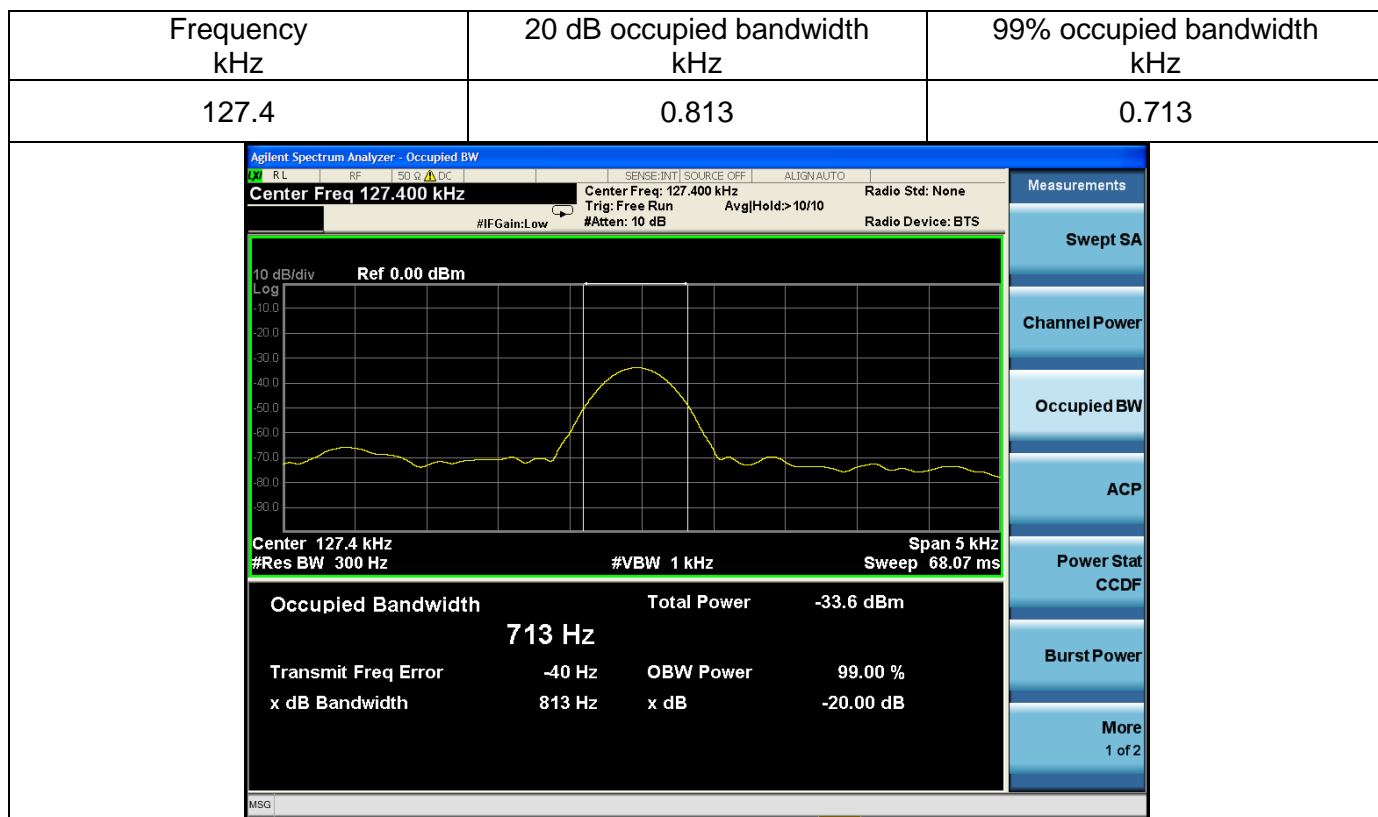 Frequency
kHz
20 dB occupied bandwidth
kHz
99% occupied bandwidth
kHz
127.4
0.813
0.713
Agilent Spectrum Analyzer - Occupied BW
LXI RL RF 50 Ω DC SENSE:INT SOURCE OFF ALIGN AUTO
Center Freq 127.400 kHz
Center Freq: 127.400 kHz
Radio Std: None
Trig: Free Run Avg|Hold:>10/10
#IFGain:Low
#Atten: 10 dB
Radio Device: BTS
10 dB/div Ref 0.00 dBm
Log
-10.0
-20.0
-30.0
-40.0
-50.0
-60.0
-70.0
-80.0
-90.0
Center 127.4 kHz Span 5 kHz
#Res BW 300 Hz #VBW 1 kHz Sweep 68.07 ms
Occupied Bandwidth Total Power -33.6 dBm
713 Hz
Transmit Freq Error -40 Hz OBW Power 99.00 %
x dB Bandwidth 813 Hz x dB -20.00 dB
MSG
Measurements
Swept SA
Channel Power
Occupied BW
ACP
Power Stat
CCDF
Burst Power
More
1 of 2